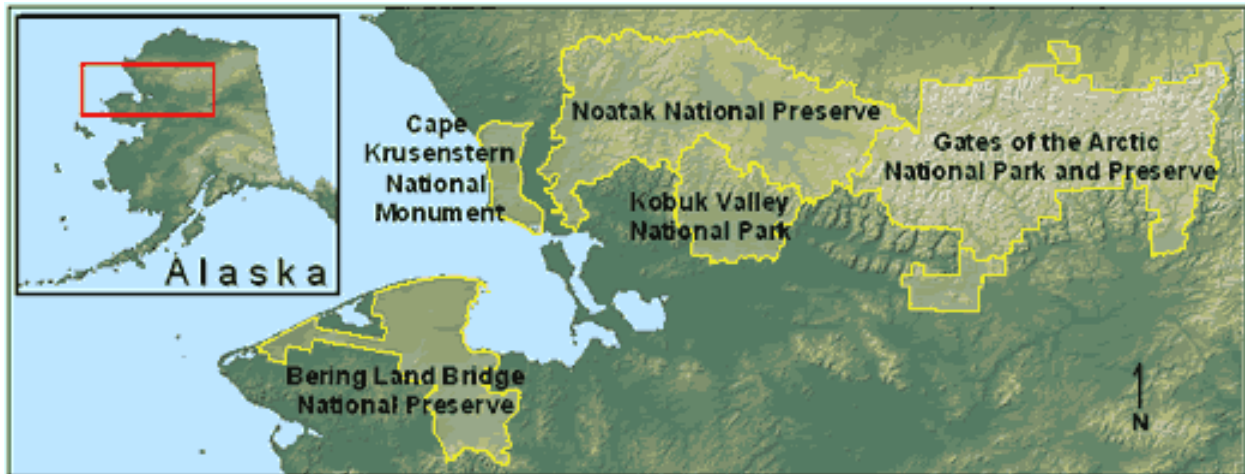 Alaska
Cape
Krusenstern
National
Monument
Noatak National Preserve
Gates of the Arctic
National Park and Preserve
Kobuk Valley
National Park
Bering Land Bridge
National Preserve
N